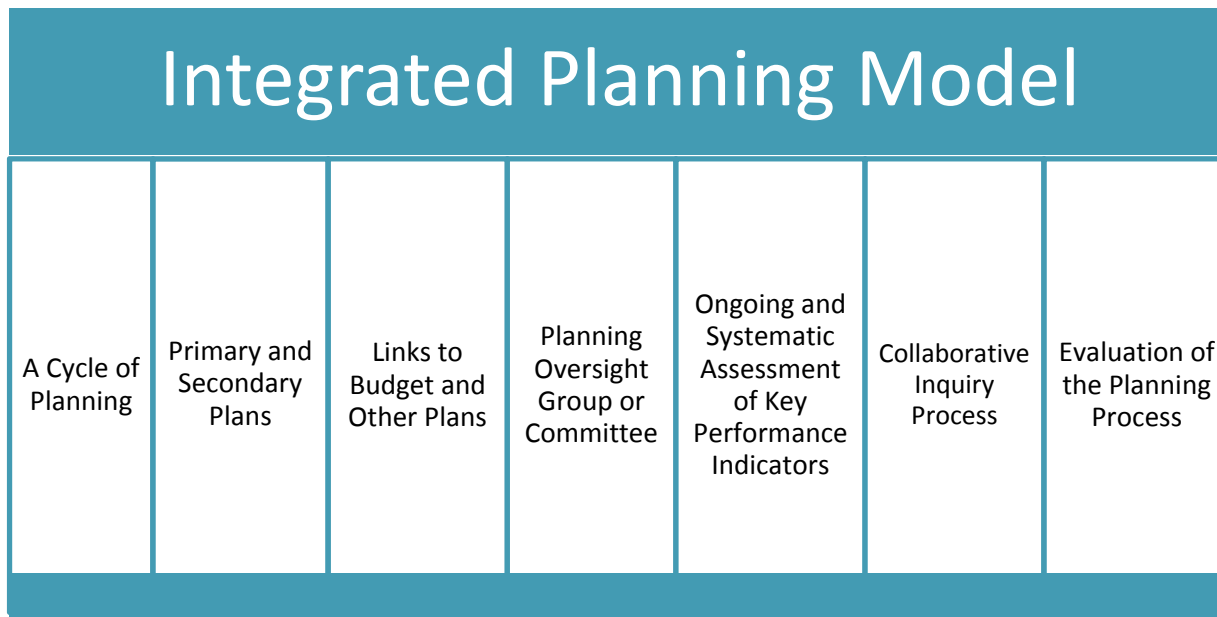 Integrated Planning Model
A Cycle of
Planning
Primary and
Secondary
Plans
Links to
Budget and
Other Plans
Planning
Oversight
Group or
Committee
Ongoing and
Systematic
Assessment
of Key
Performance
Indicators
Collaborative
Inquiry
Process
Evaluation of
the Planning
Process